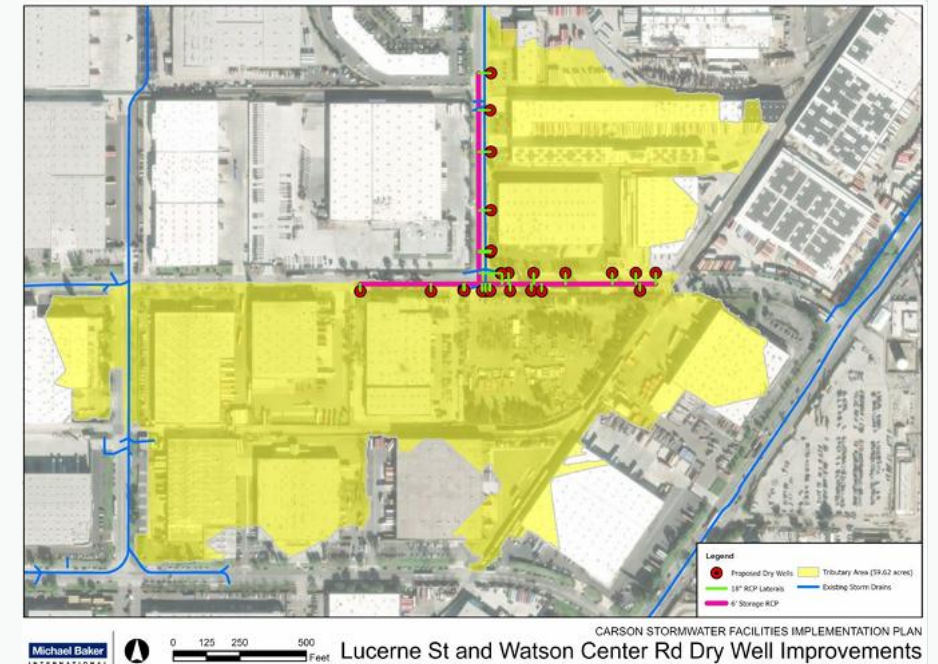 Legend
Proposed Dry Wells
Tributary Area (59.62 acres)
18" RCP Laterals
Existing Storm Drains
6' Storage RCP
CARSON STORMWATER FACILITIES IMPLEMENTATION PLAN
Michael Baker
INTERNATIONAL
0 125 250 500
Feet
Lucerne St and Watson Center Rd Dry Well Improvements